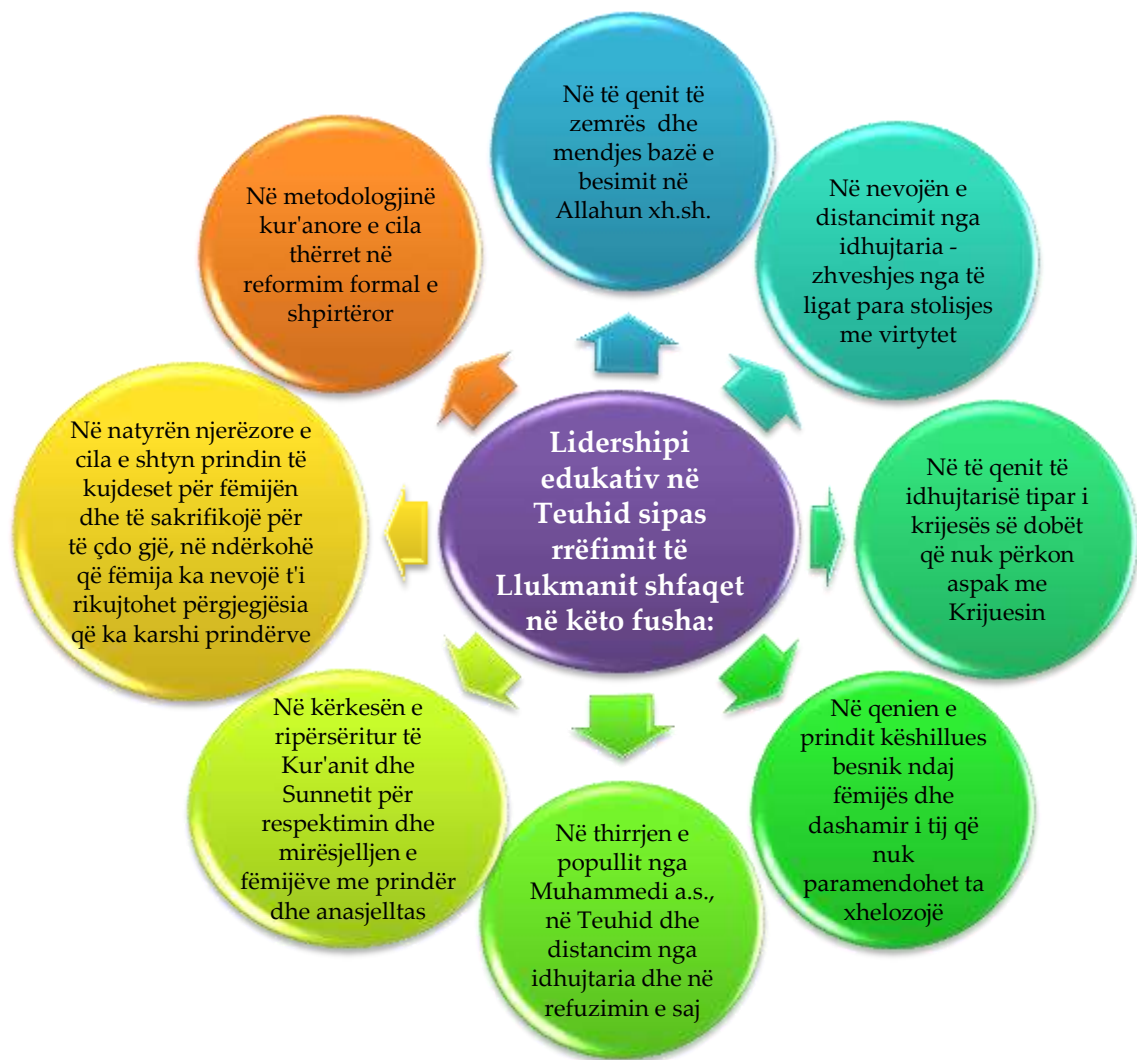 Lidershipi
edukativ në
Teuhid sipas
rrëfimit të
Llukmanit shfaqet
në këto fusha:
Në të qenit të
zemrës dhe
mendjes bazë e
besimit në
Allahun xh.sh.
Në nevojën e
distancimit nga
idhujtaria -
zhveshjes nga të
ligat para stolisjes
me virtytet
Në të qenit të
idhujtarisë tipar i
krijesës së dobët
që nuk përkon
aspak me
Krijuesin
Në qenien e
prindit këshillues
besnik ndaj
fëmijës dhe
dashamir i tij që
nuk
paramendohet ta
xhelozojë
Në thirrjen e
popullit nga
Muhammedi a.s.,
në Teuhid dhe
distancim nga
idhujtaria dhe në
refuzimin e saj
Në kërkesën e
ripërsëritur të
Kur'anit dhe
Sunnetit për
respektimin dhe
mirësjelljen e
fëmijëve me prindër
dhe anasjelltas
Në natyrën njerëzore e
cila e shtyn prindin të
kujdeset për fëmijën
dhe të sakrifikojë për
të çdo gjë, në ndërkohë
që fëmija ka nevojë t'i
rikujtohet përgjegjësia
që ka karshi prindërve
Në metodologjinë
kur'anore e cila
thërret në
reformim formal e
shpirtëror